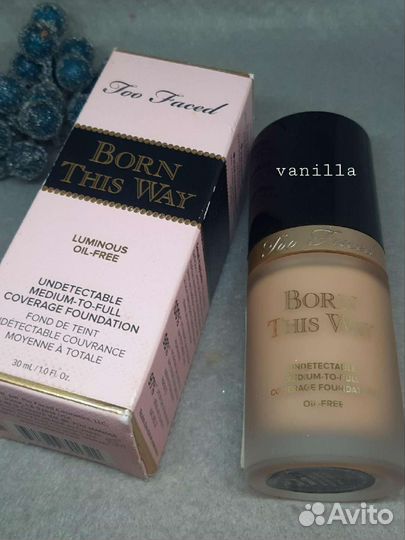 Too Faced
BORN
THIS WAY
LUMINOUS
OIL-FREE
UNDETECTABLE
MEDIUM-TO-FULL
COVERAGE FOUNDATION
FOND DE TEINT
INDÉTECTABLE COUVRANCE
MOYENNE À TOTALE
30 mL/1.0 Fl. Oz.
vanilla
Too Faced
BORN
THIS WAY
UNDETECTABLE
MEDIUM-TO-FULL
COVERAGE FOUNDATION
OIL-FREE
Avito